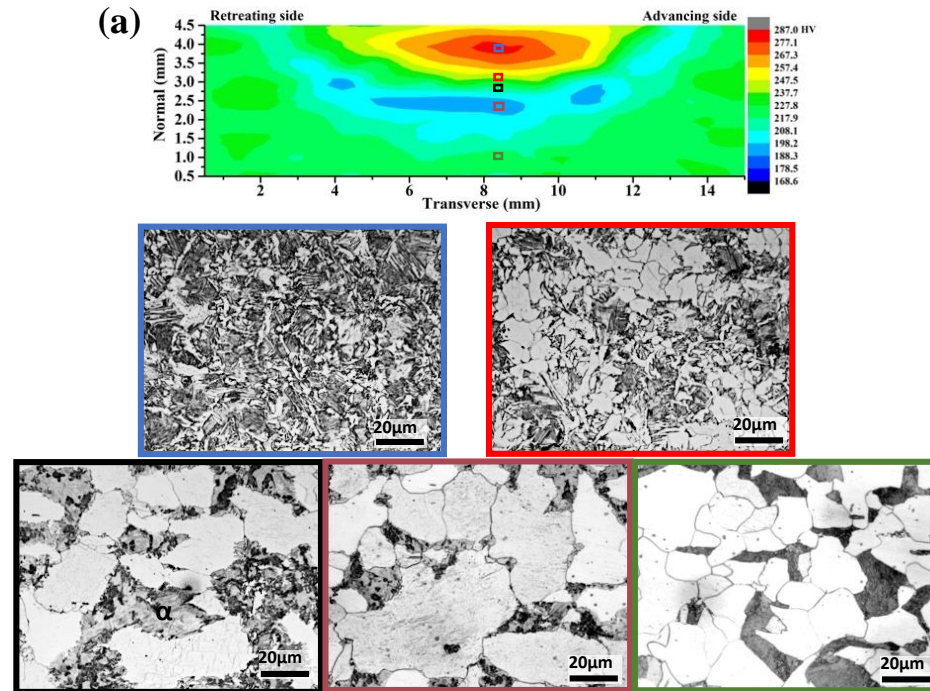 (a)
Retreating side
Advancing side
Normal (mm)
4.5
4.0
3.5
3.0
2.5
2.0
1.5
1.0
0.5
2
4
6
8
10
12
14
Transverse (mm)
287.0 HV
277.1
267.3
257.4
247.5
237.7
227.8
217.9
208.1
198.2
188.3
178.5
168.6
20μm
20μm
α
20μm
20μm
20μm